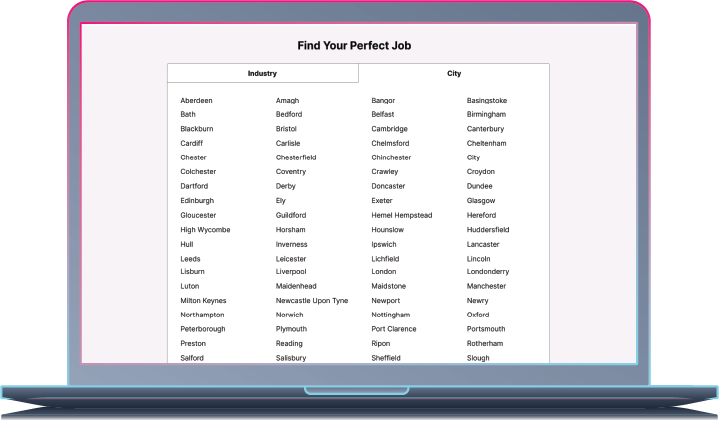 Find Your Perfect Job
Industry City
Aberdeen Amagh Bangor Basingstoke
Bath Bedford Belfast Birmingham
Blackburn Bristol Cambridge Canterbury
Cardiff Carlisle Chelmsford Cheltenham
Chester Chesterfield Chinchester City
Colchester Coventry Crawley Croydon
Dartford Derby Doncaster Dundee
Edinburgh Ely Exeter Glasgow
Gloucester Guildford Hemel Hempstead Hereford
High Wycombe Horsham Hounslow Huddersfield
Hull Inverness Ipswich Lancaster
Leeds Leicester Lichfield Lincoln
Lisburn Liverpool London Londonderry
Luton Maidenhead Maidstone Manchester
Milton Keynes Newcastle Upon Tyne Newport Newry
Northampton Norwich Nottingham Oxford
Peterborough Plymouth Port Clarence Portsmouth
Preston Reading Ripon Rotherham
Salford Salisbury Sheffield Slough